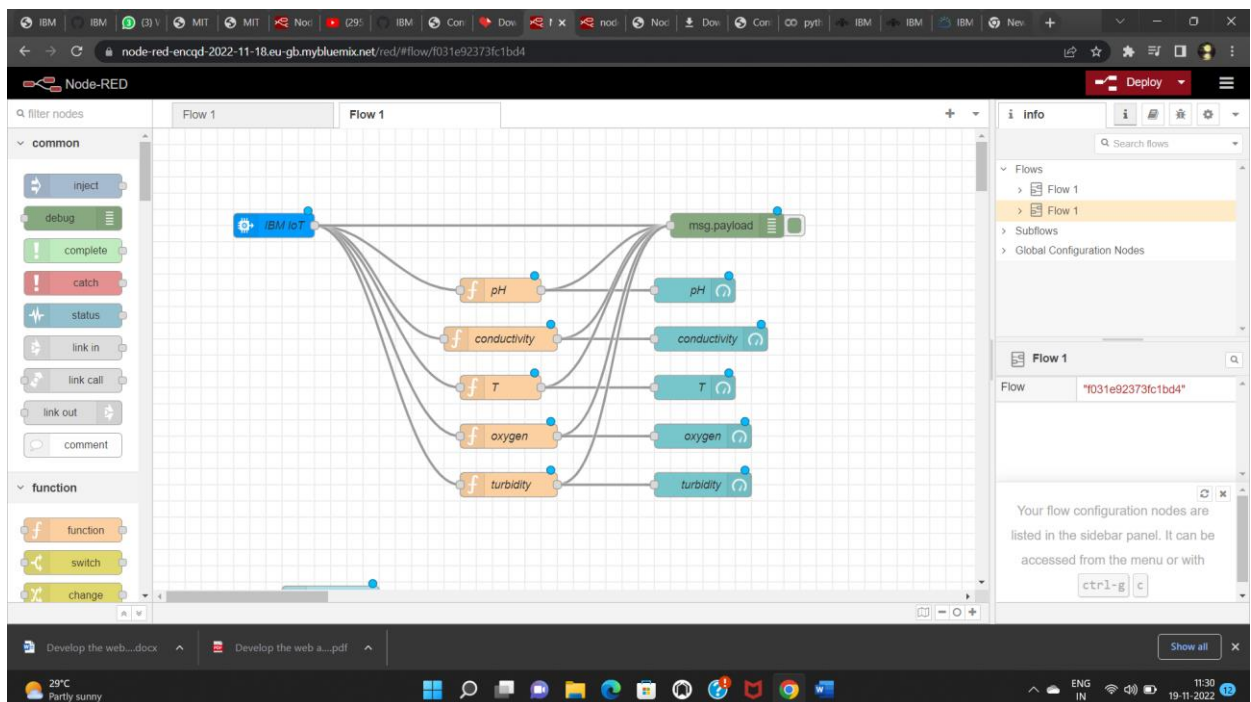 IBM IBM (3) V MIT MIT Nod (295 IBM Con Dov nod Nod Dow Con pyth IBM IBM IBM Nev
node-red-encqd-2022-11-18.eu-gb.mybluemix.net/red/#flow/f031e92373fc1bd4
Node-RED Deploy
filter nodes Flow 1 Flow 1 info
common Search flows
Flows
inject Flow 1
debug IBM IoT msg.payload Flow 1
Subflows
complete Global Configuration Nodes
catch pH pH
status
link in conductivity conductivity
Flow 1
link call T T Flow "f031e92373fc1bd4"
link out
comment oxygen oxygen
function turbidity turbidity
Your flow configuration nodes are
function listed in the sidebar panel. It can be
switch accessed from the menu or with
change ctrl-g c
Develop the web....docx Develop the web a....pdf Show all
29°C ENG 11:30
Partly sunny IN 19-11-2022 12